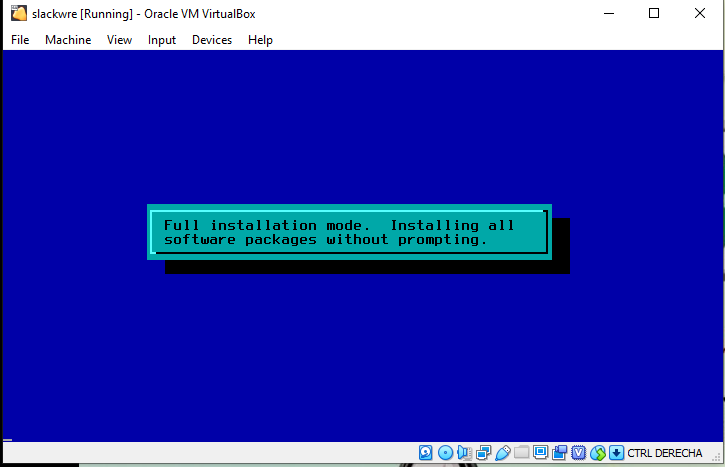 slackwre [Running] - Oracle VM VirtualBox
File Machine View Input Devices Help
Full installation mode.  Installing all
software packages without prompting.
CTRL DERECHA